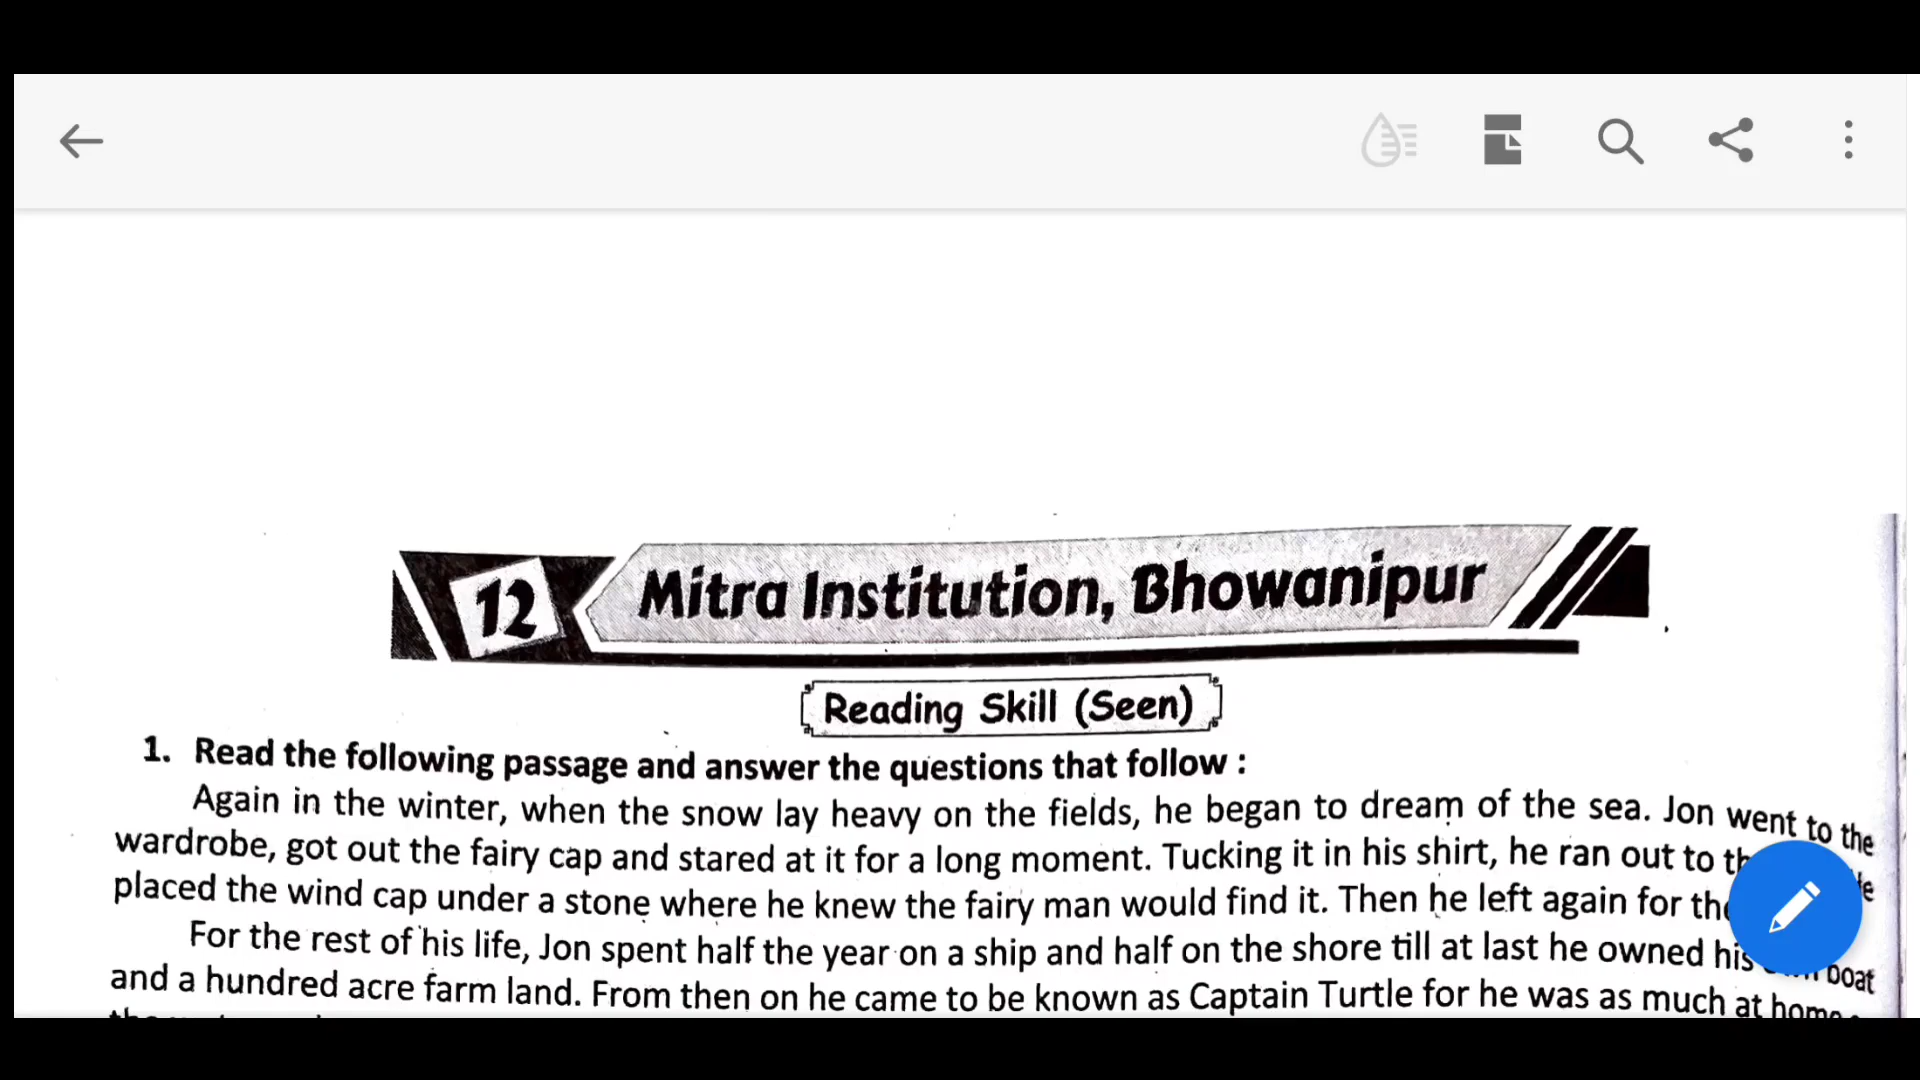 12 Mitra Institution, Bhowanipur
Reading Skill (Seen)
1. Read the following passage and answer the questions that follow :
Again in the winter, when the snow lay heavy on the fields, he began to dream of the sea. Jon went to the
wardrobe, got out the fairy cap and stared at it for a long moment. Tucking it in his shirt, he ran out to
placed the wind cap under a stone where he knew the fairy man would find it. Then he left again for
For the rest of his life, Jon spent half the year on a ship and half on the shore till at last he owned his boat
and a hundred acre farm land. From then on he came to be known as Captain Turtle for he was as much at home